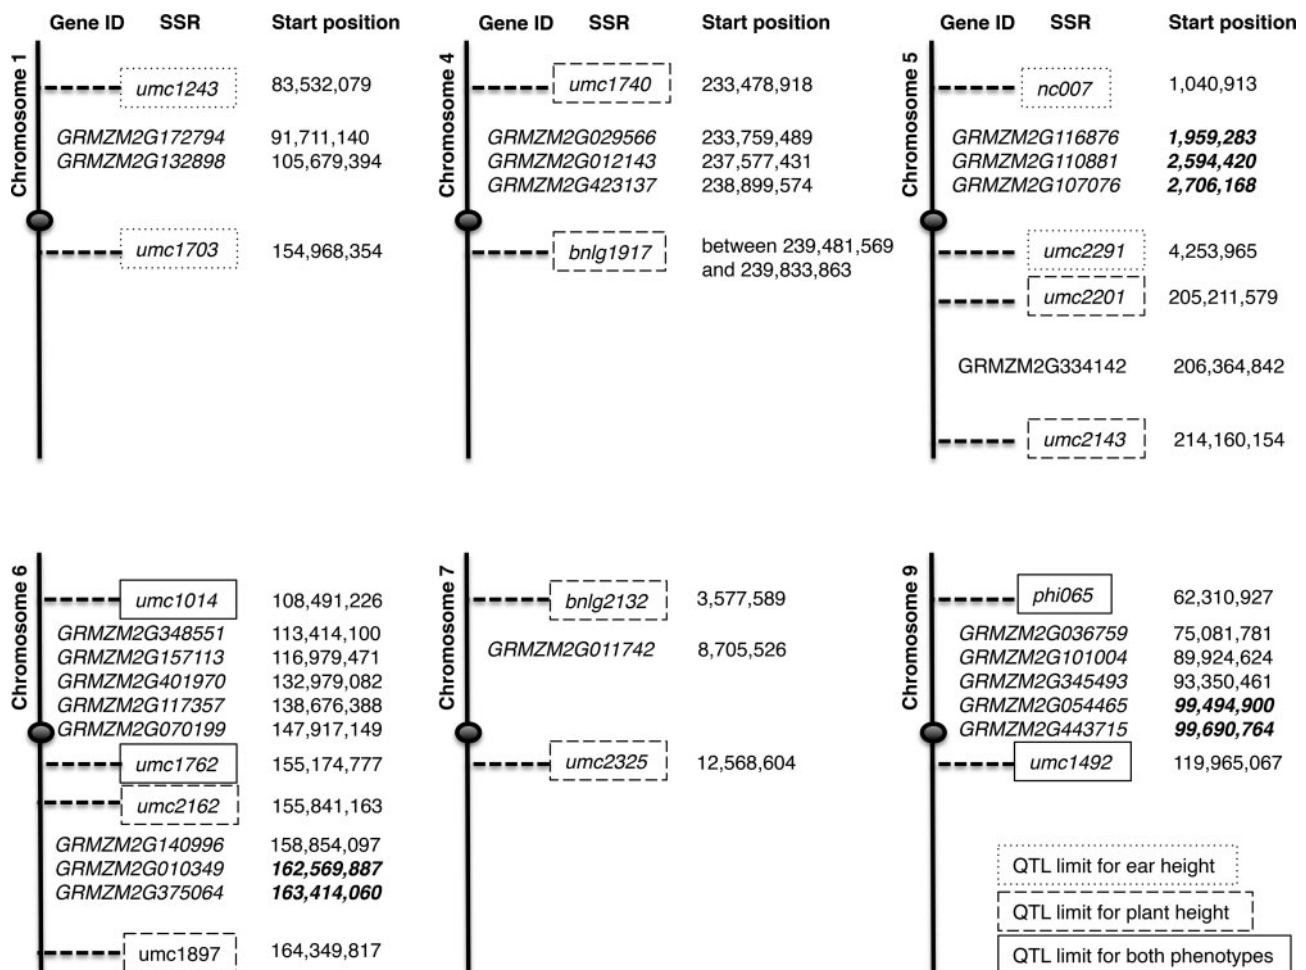 Gene ID SSR Start position
Chromosome 1
umc1243 83,532,079
GRMZM2G172794 91,711,140
GRMZM2G132898 105,679,394
umc1703 154,968,354
Gene ID SSR Start position
Chromosome 4
umc1740 233,478,918
GRMZM2G029566 233,759,489
GRMZM2G012143 237,577,431
GRMZM2G423137 238,899,574
bnlg1917 between 239,481,569
and 239,833,863
Gene ID SSR Start position
Chromosome 5
nc007 1,040,913
GRMZM2G116876 1,959,283
GRMZM2G110881 2,594,420
GRMZM2G107076 2,706,168
umc2291 4,253,965
umc2201 205,211,579
GRMZM2G334142 206,364,842
umc2143 214,160,154
Chromosome 6
umc1014 108,491,226
GRMZM2G348551 113,414,100
GRMZM2G157113 116,979,471
GRMZM2G401970 132,979,082
GRMZM2G117357 138,676,388
GRMZM2G070199 147,917,149
umc1762 155,174,777
umc2162 155,841,163
GRMZM2G140996 158,854,097
GRMZM2G010349 162,569,887
GRMZM2G375064 163,414,060
umc1897 164,349,817
Chromosome 7
bnlg2132 3,577,589
GRMZM2G011742 8,705,526
umc2325 12,568,604
Chromosome 9
phi065 62,310,927
GRMZM2G036759 75,081,781
GRMZM2G101004 89,924,624
GRMZM2G345493 93,350,461
GRMZM2G054465 99,494,900
GRMZM2G443715 99,690,764
umc1492 119,965,067
QTL limit for ear height
QTL limit for plant height
QTL limit for both phenotypes